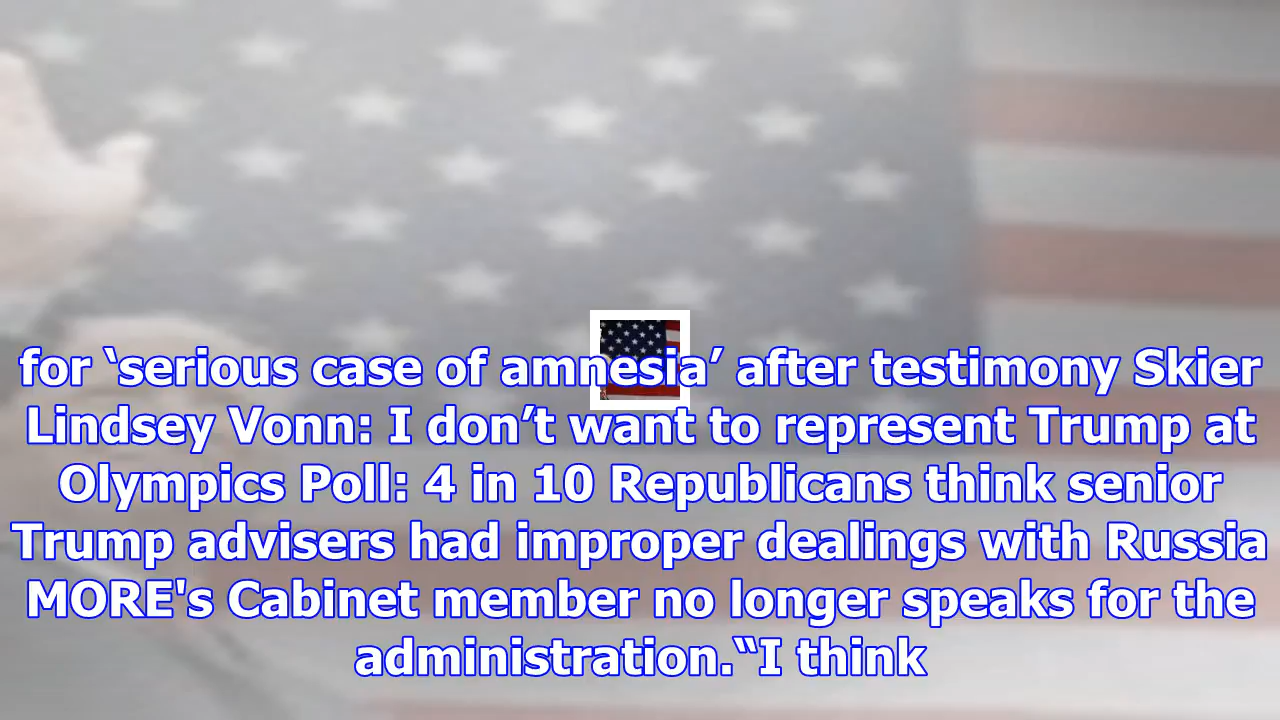 for ‘serious case of amnesia’ after testimony Skier
Lindsey Vonn: I don’t want to represent Trump at
Olympics Poll: 4 in 10 Republicans think senior
Trump advisers had improper dealings with Russia
MORE's Cabinet member no longer speaks for the
administration.“I think